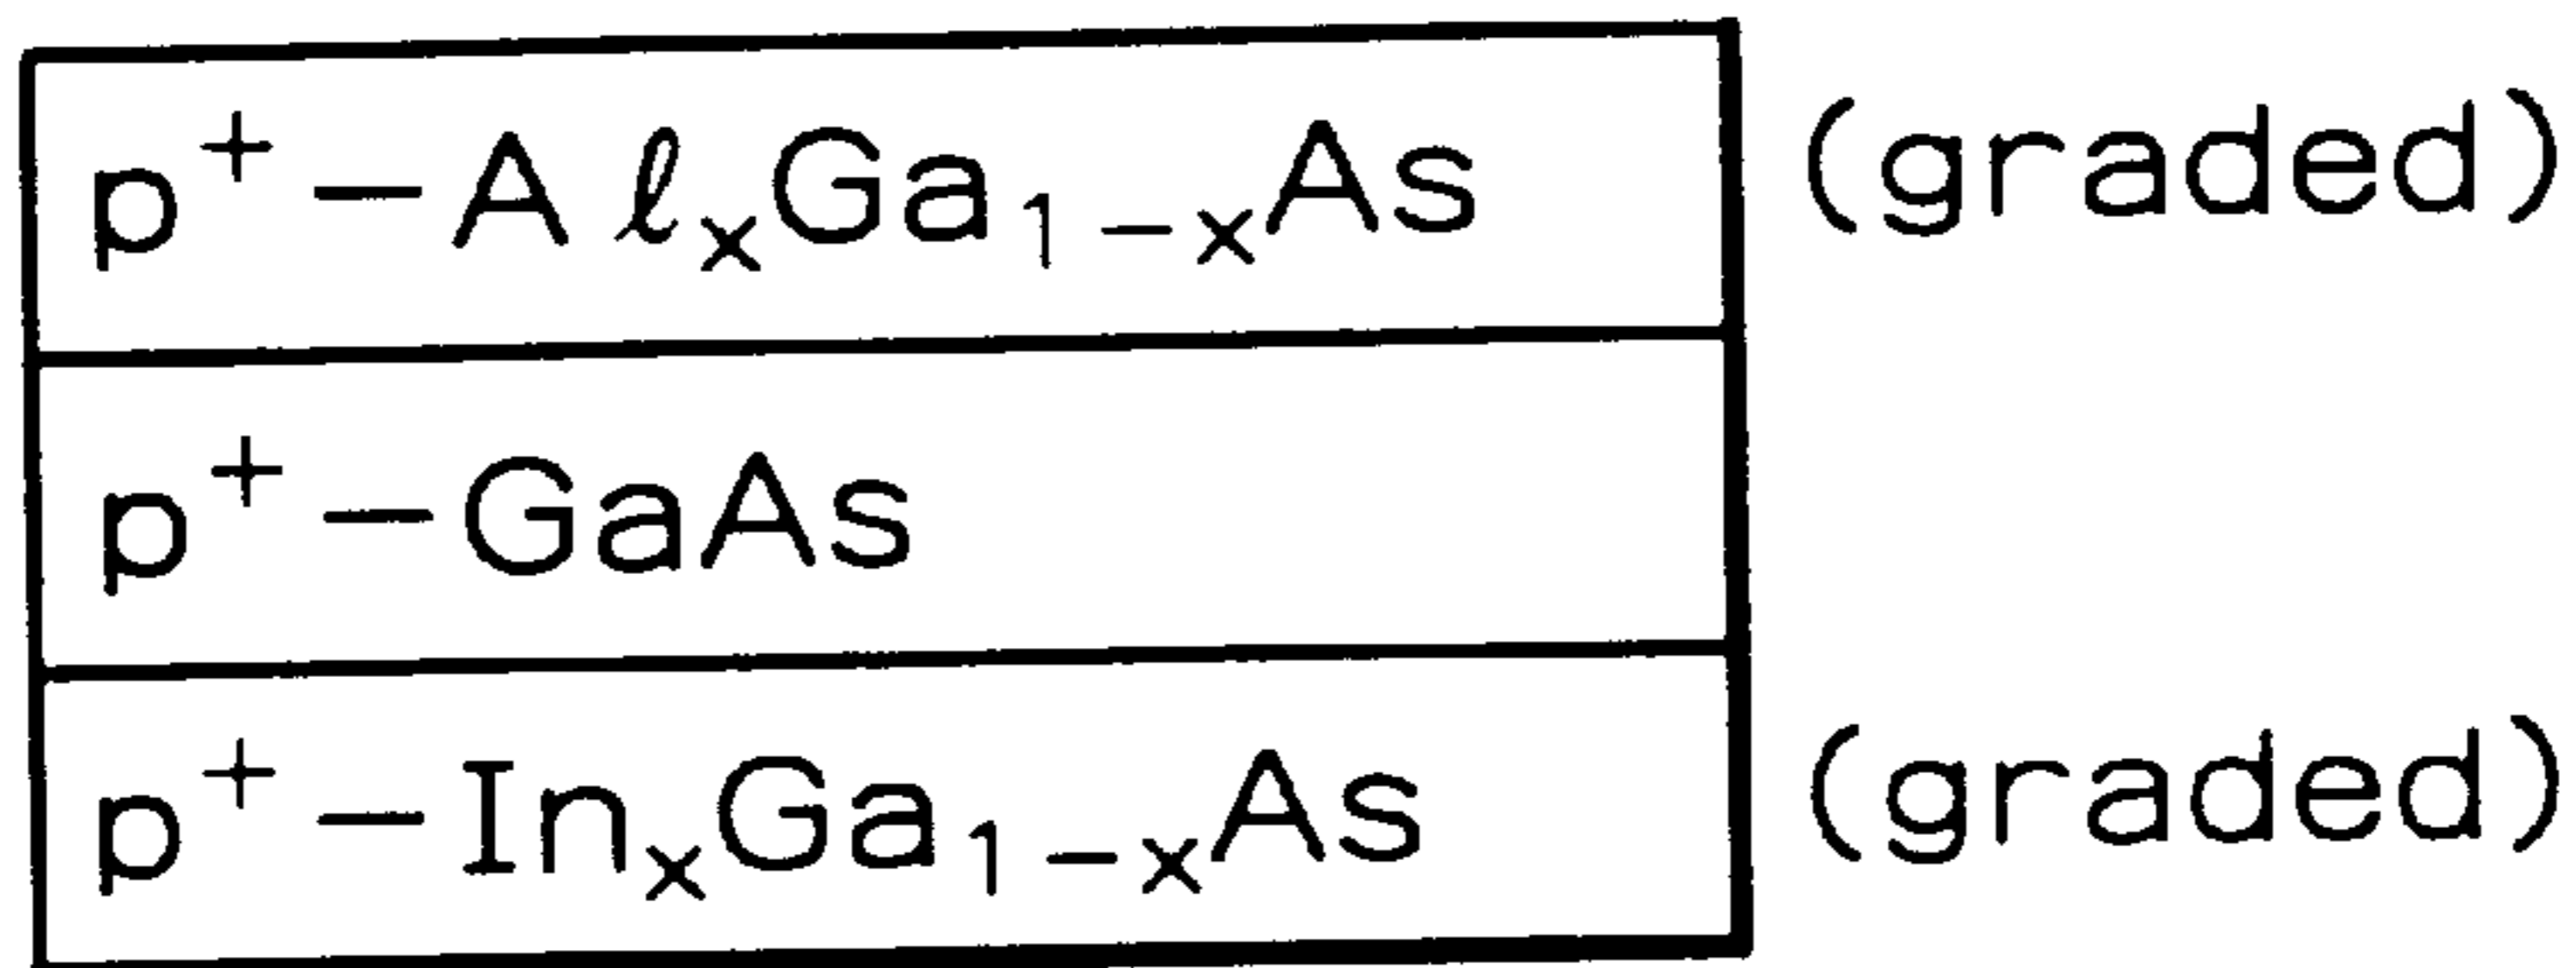 p⁺−AℓₓGa₁₋ₓAs (graded)
p⁺−GaAs
p⁺−InₓGa₁₋ₓAs (graded)